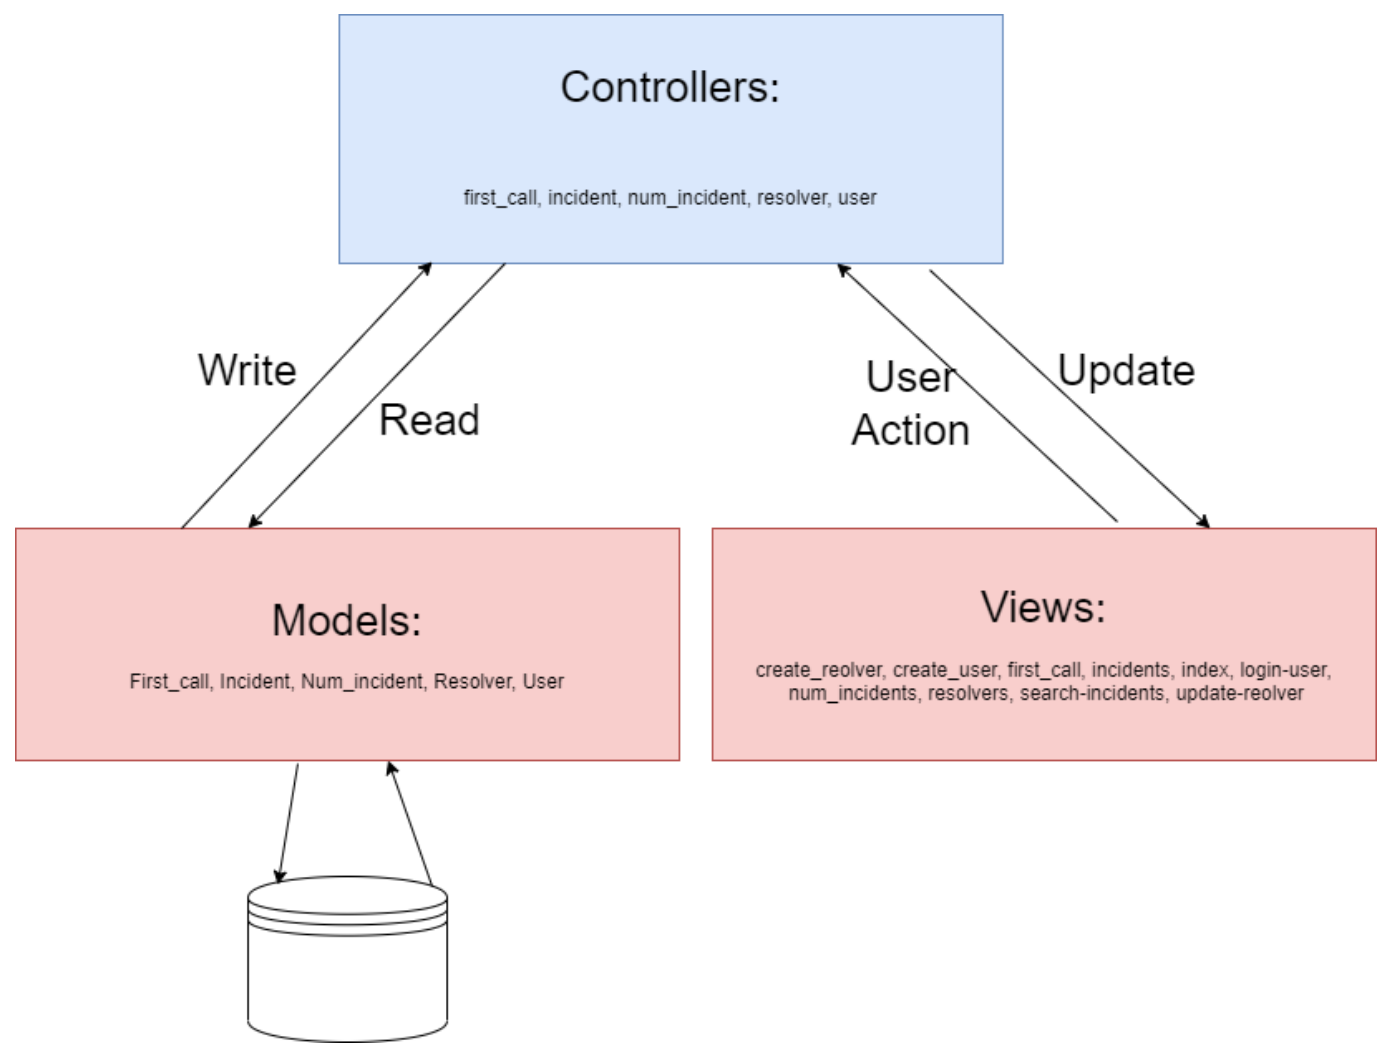 Controllers:
first_call, incident, num_incident, resolver, user
Write
Read
User
Action
Update
Models:
First_call, Incident, Num_incident, Resolver, User
Views:
create_reolver, create_user, first_call, incidents, index, login-user,
num_incidents, resolvers, search-incidents, update-reolver